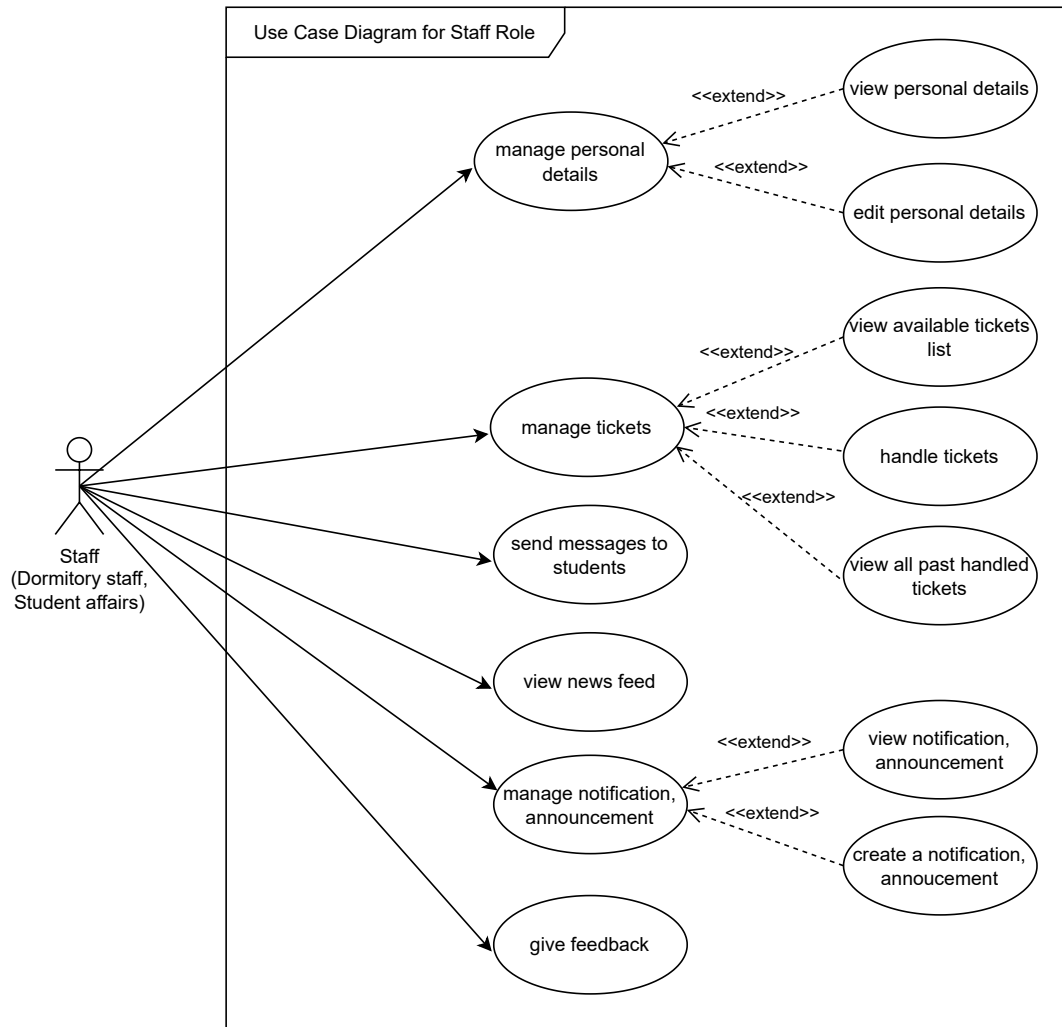 Use Case Diagram for Staff Role
view personal details
<<extend>>
manage personal
details
<<extend>>
edit personal details
view available tickets
list
<<extend>>
manage tickets
<<extend>>
handle tickets
<<extend>>
view all past handled
tickets
Staff
(Dormitory staff,
Student affairs)
send messages to
students
view news feed
<<extend>>
view notification,
announcement
manage notification,
announcement
<<extend>>
create a notification,
annoucement
give feedback